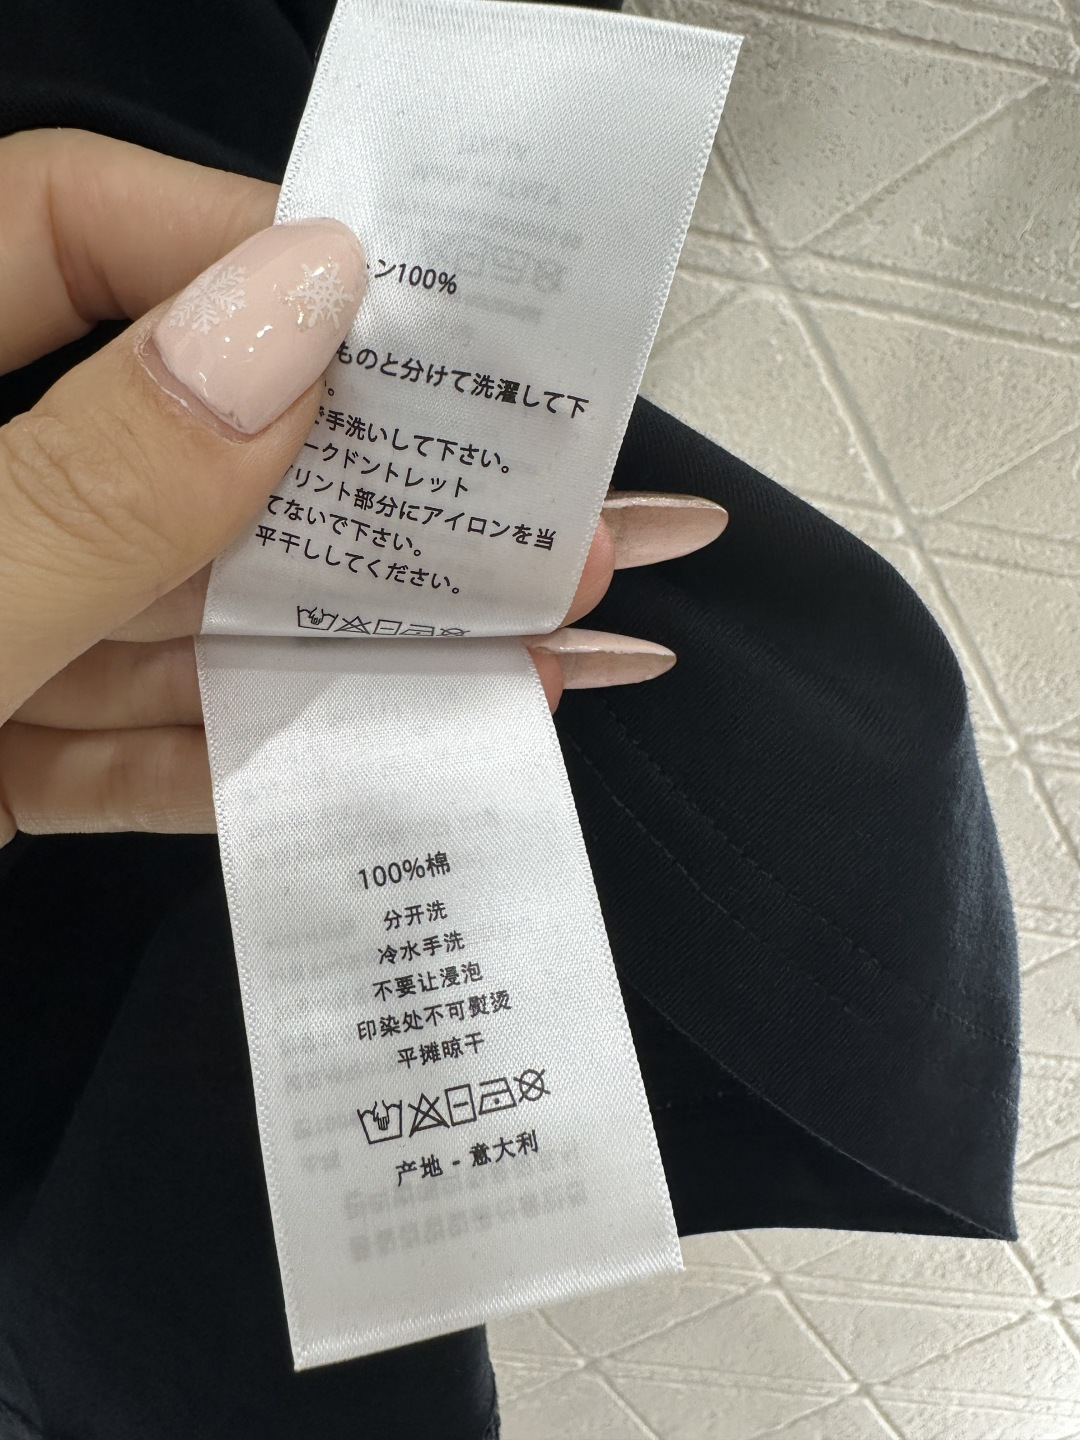 ン100%
ものと分けて洗濯して下
。
手洗いして下さい。
ークドントレット
リント部分にアイロンを当
てないで下さい。
平干ししてください。
100%棉
分开洗
冷水手洗
不要让浸泡
印染处不可熨烫
平摊晾干
产地 - 意大利